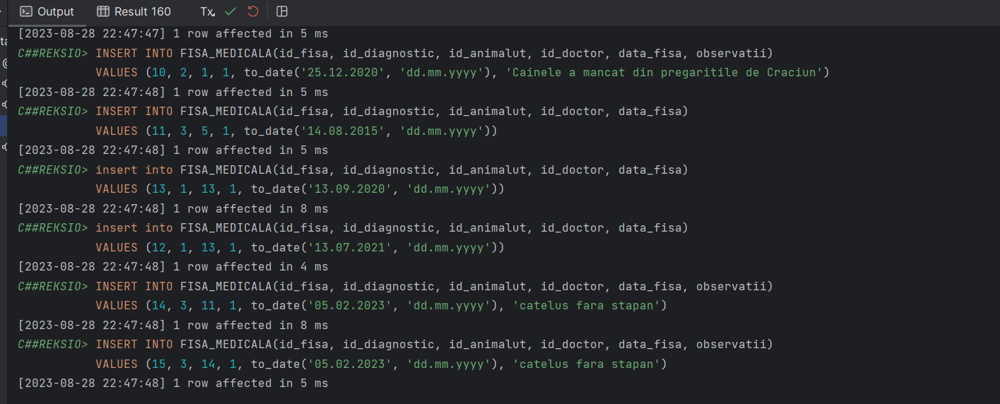 Output Result 160 Tx
[2023-08-28 22:47:47] 1 row affected in 5 ms
C##REKSIO> INSERT INTO FISA_MEDICALA(id_fisa, id_diagnostic, id_animalut, id_doctor, data_fisa, observatii)
VALUES (10, 2, 1, 1, to_date('25.12.2020', 'dd.mm.yyyy'), 'Cainele a mancat din pregaritile de Craciun')
[2023-08-28 22:47:48] 1 row affected in 5 ms
C##REKSIO> INSERT INTO FISA_MEDICALA(id_fisa, id_diagnostic, id_animalut, id_doctor, data_fisa)
VALUES (11, 3, 5, 1, to_date('14.08.2015', 'dd.mm.yyyy'))
[2023-08-28 22:47:48] 1 row affected in 5 ms
C##REKSIO> insert into FISA_MEDICALA(id_fisa, id_diagnostic, id_animalut, id_doctor, data_fisa)
VALUES (13, 1, 13, 1, to_date('13.09.2020', 'dd.mm.yyyy'))
[2023-08-28 22:47:48] 1 row affected in 8 ms
C##REKSIO> insert into FISA_MEDICALA(id_fisa, id_diagnostic, id_animalut, id_doctor, data_fisa)
VALUES (12, 1, 13, 1, to_date('13.07.2021', 'dd.mm.yyyy'))
[2023-08-28 22:47:48] 1 row affected in 4 ms
C##REKSIO> INSERT INTO FISA_MEDICALA(id_fisa, id_diagnostic, id_animalut, id_doctor, data_fisa, observatii)
VALUES (14, 3, 11, 1, to_date('05.02.2023', 'dd.mm.yyyy'), 'catelus fara stapan')
[2023-08-28 22:47:48] 1 row affected in 8 ms
C##REKSIO> INSERT INTO FISA_MEDICALA(id_fisa, id_diagnostic, id_animalut, id_doctor, data_fisa, observatii)
VALUES (15, 3, 14, 1, to_date('05.02.2023', 'dd.mm.yyyy'), 'catelus fara stapan')
[2023-08-28 22:47:48] 1 row affected in 5 ms